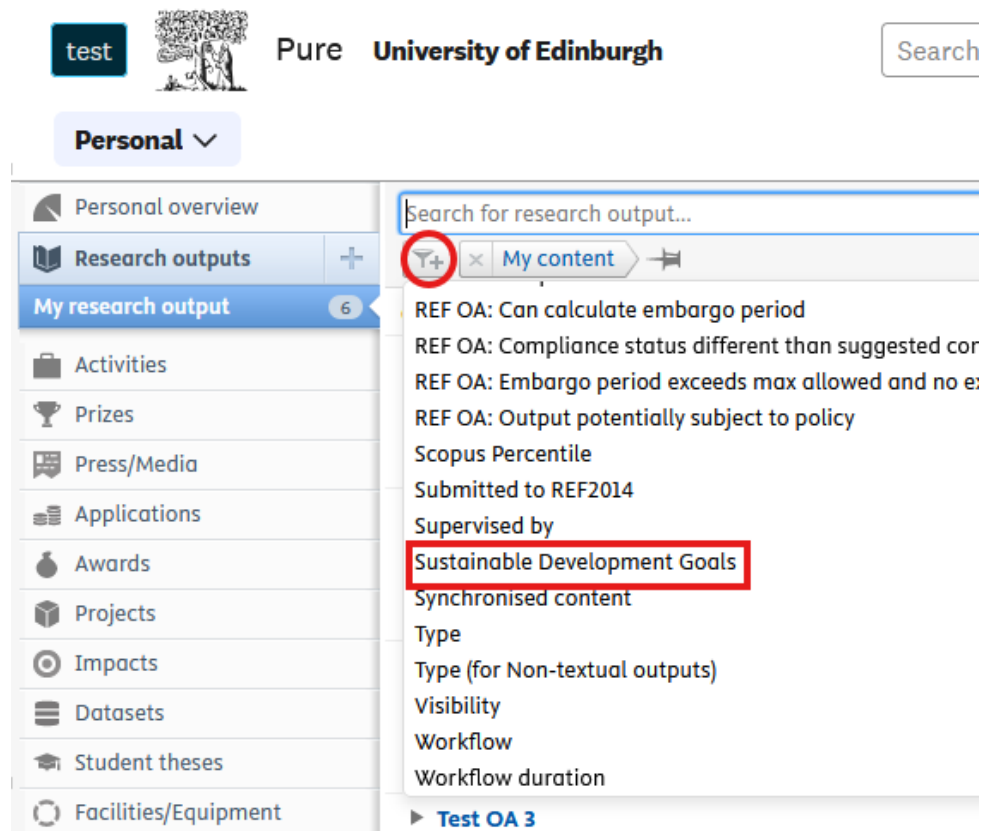 test
Pure University of Edinburgh
Search
Personal
Personal overview
Research outputs
My research output 6
Activities
Prizes
Press/Media
Applications
Awards
Projects
Impacts
Datasets
Student theses
Facilities/Equipment
Search for research output...
My content
REF OA: Can calculate embargo period
REF OA: Compliance status different than suggested
REF OA: Embargo period exceeds max allowed and no
REF OA: Output potentially subject to policy
Scopus Percentile
Submitted to REF2014
Supervised by
Sustainable Development Goals
Synchronised content
Type
Type (for Non-textual outputs)
Visibility
Workflow
Workflow duration
Test OA 3